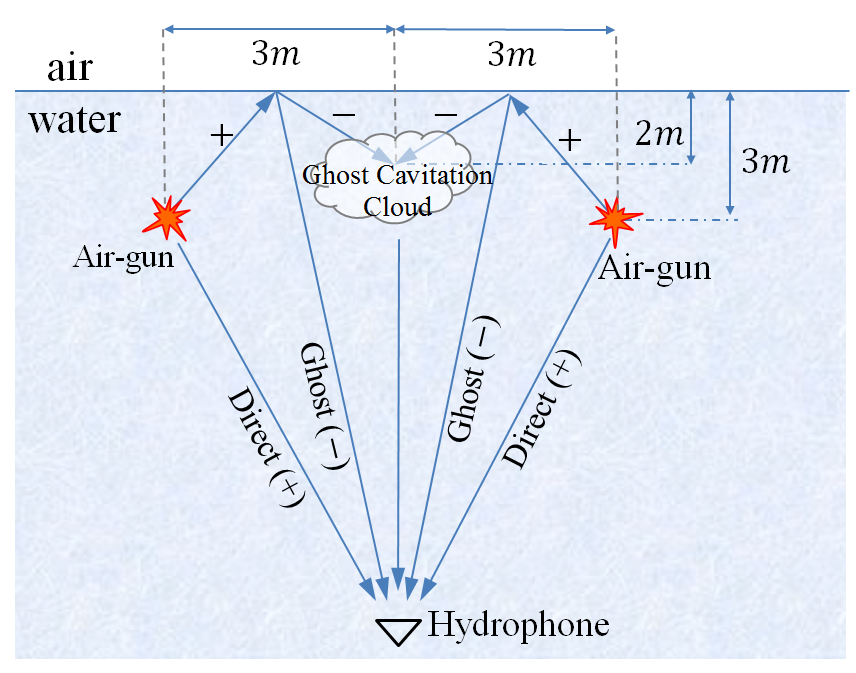 3m
3m
air
water
+
−
−
+
2m
3m
Ghost Cavitation
Cloud
Air-gun
Air-gun
Direct (+)
Ghost (−)
Ghost (−)
Direct (+)
Hydrophone